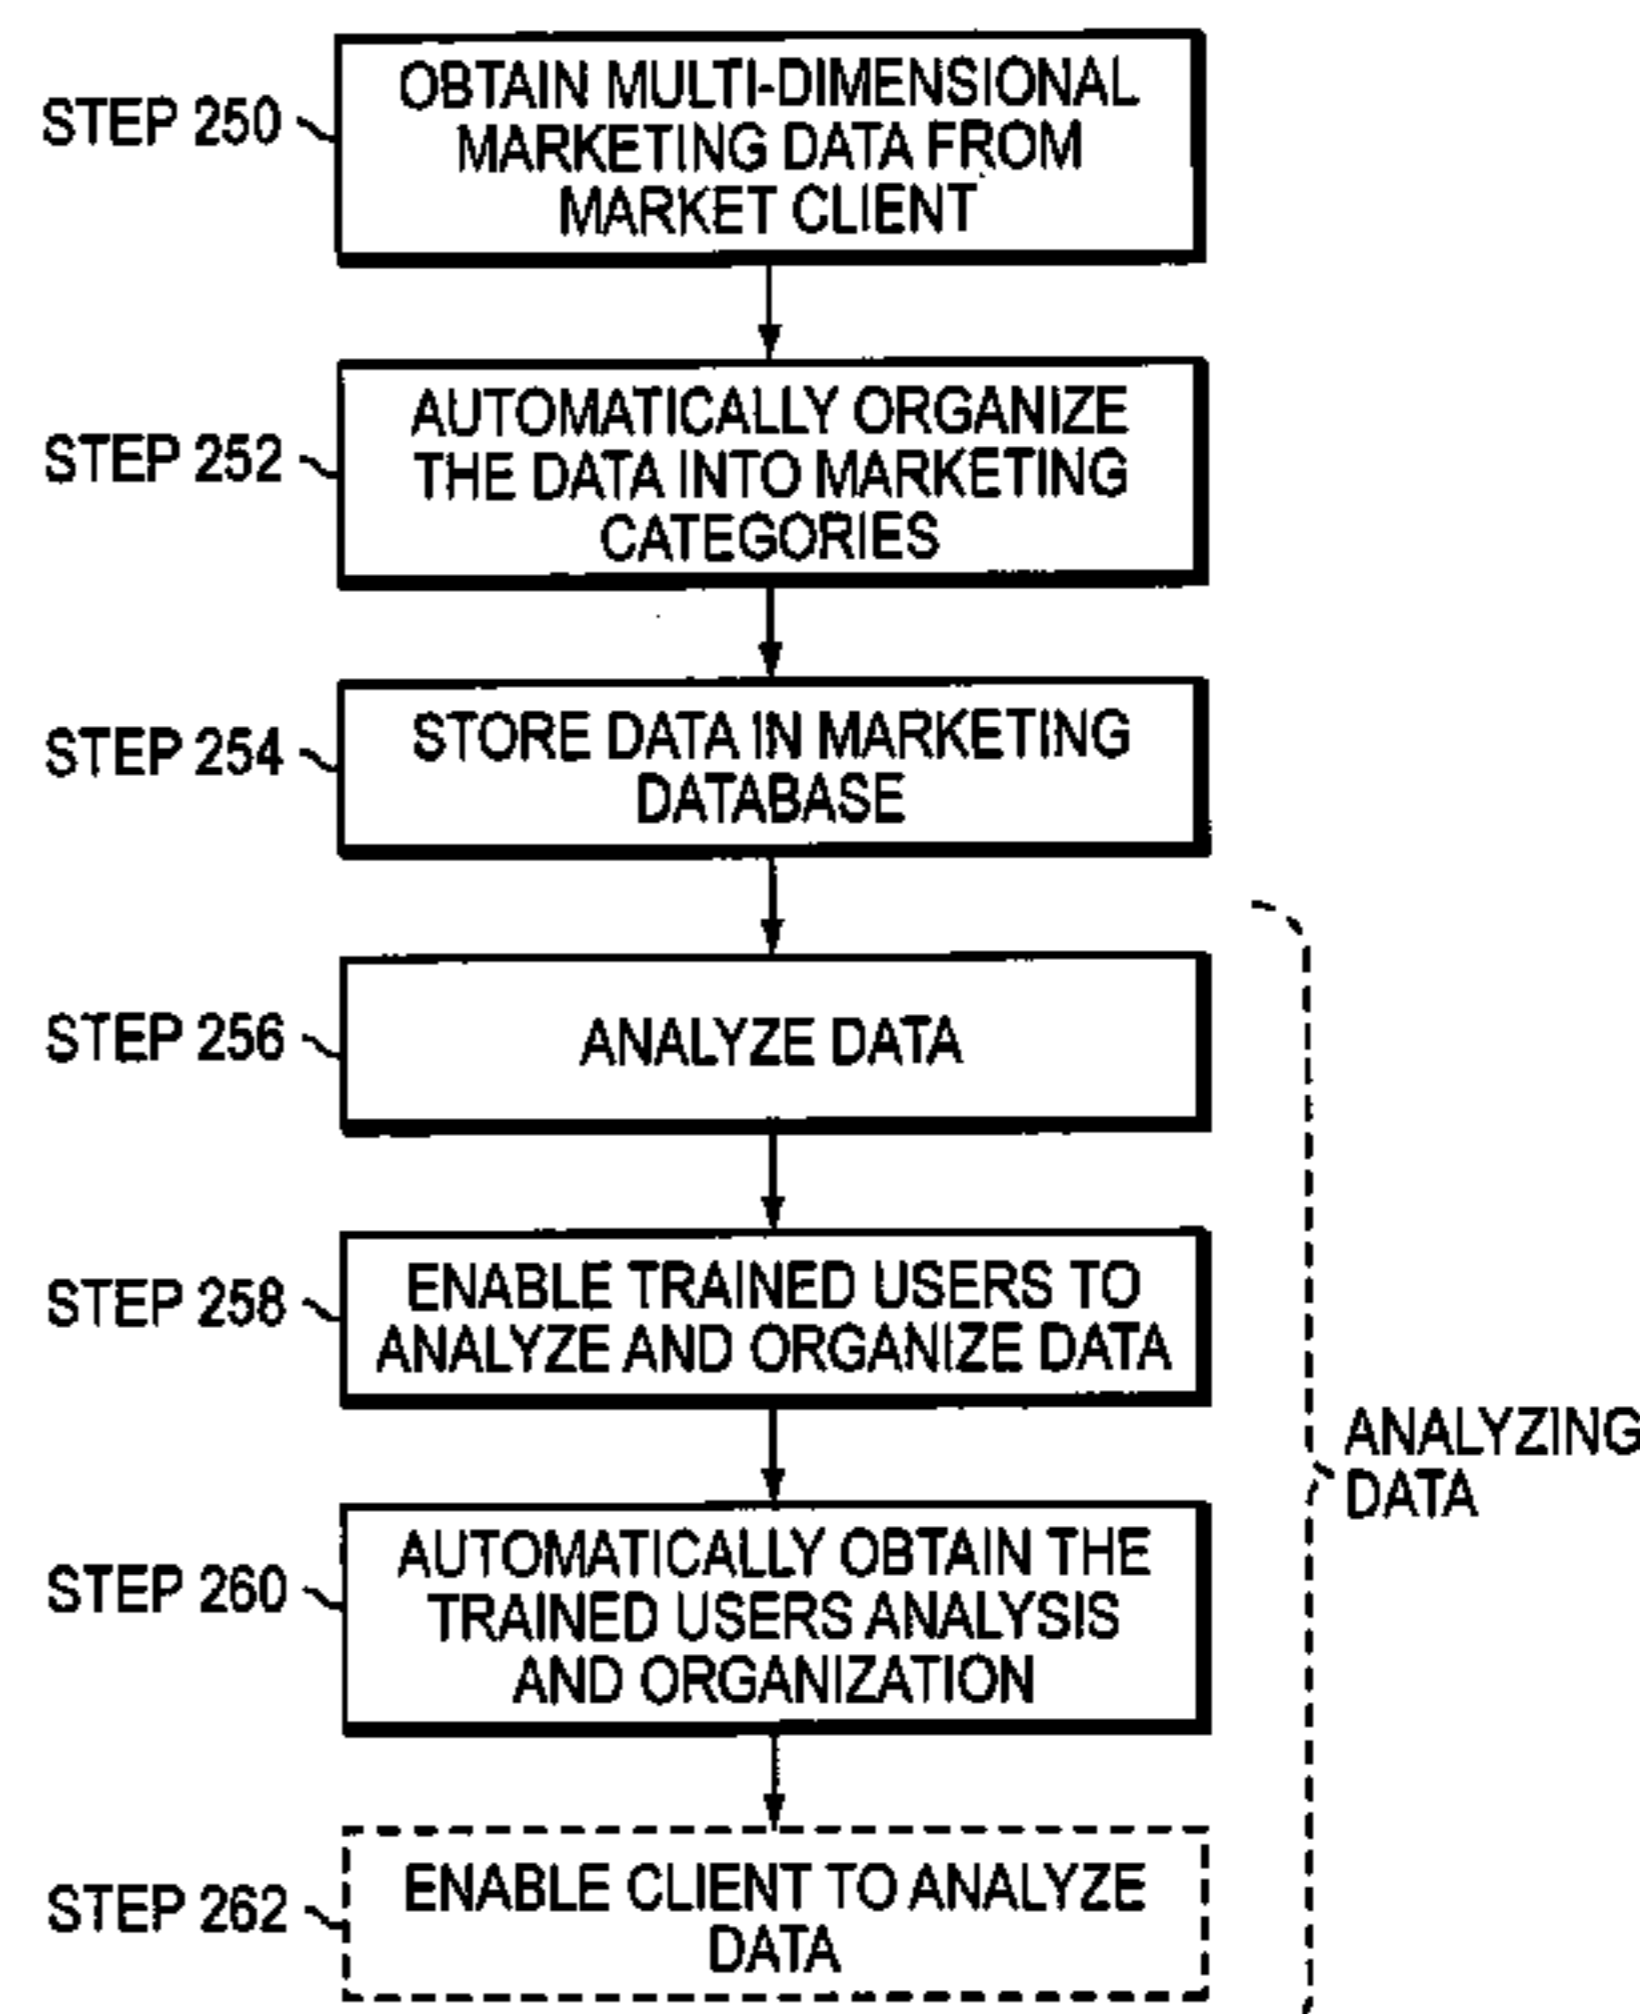 STEP 250
OBTAIN MULTI-DIMENSIONAL
MARKETING DATA FROM
MARKET CLIENT
STEP 252
AUTOMATICALLY ORGANIZE
THE DATA INTO MARKETING
CATEGORIES
STEP 254
STORE DATA IN MARKETING
DATABASE
STEP 256
ANALYZE DATA
STEP 258
ENABLE TRAINED USERS TO
ANALYZE AND ORGANIZE DATA
ANALYZING
DATA
STEP 260
AUTOMATICALLY OBTAIN THE
TRAINED USERS ANALYSIS
AND ORGANIZATION
STEP 262
ENABLE CLIENT TO ANALYZE
DATA